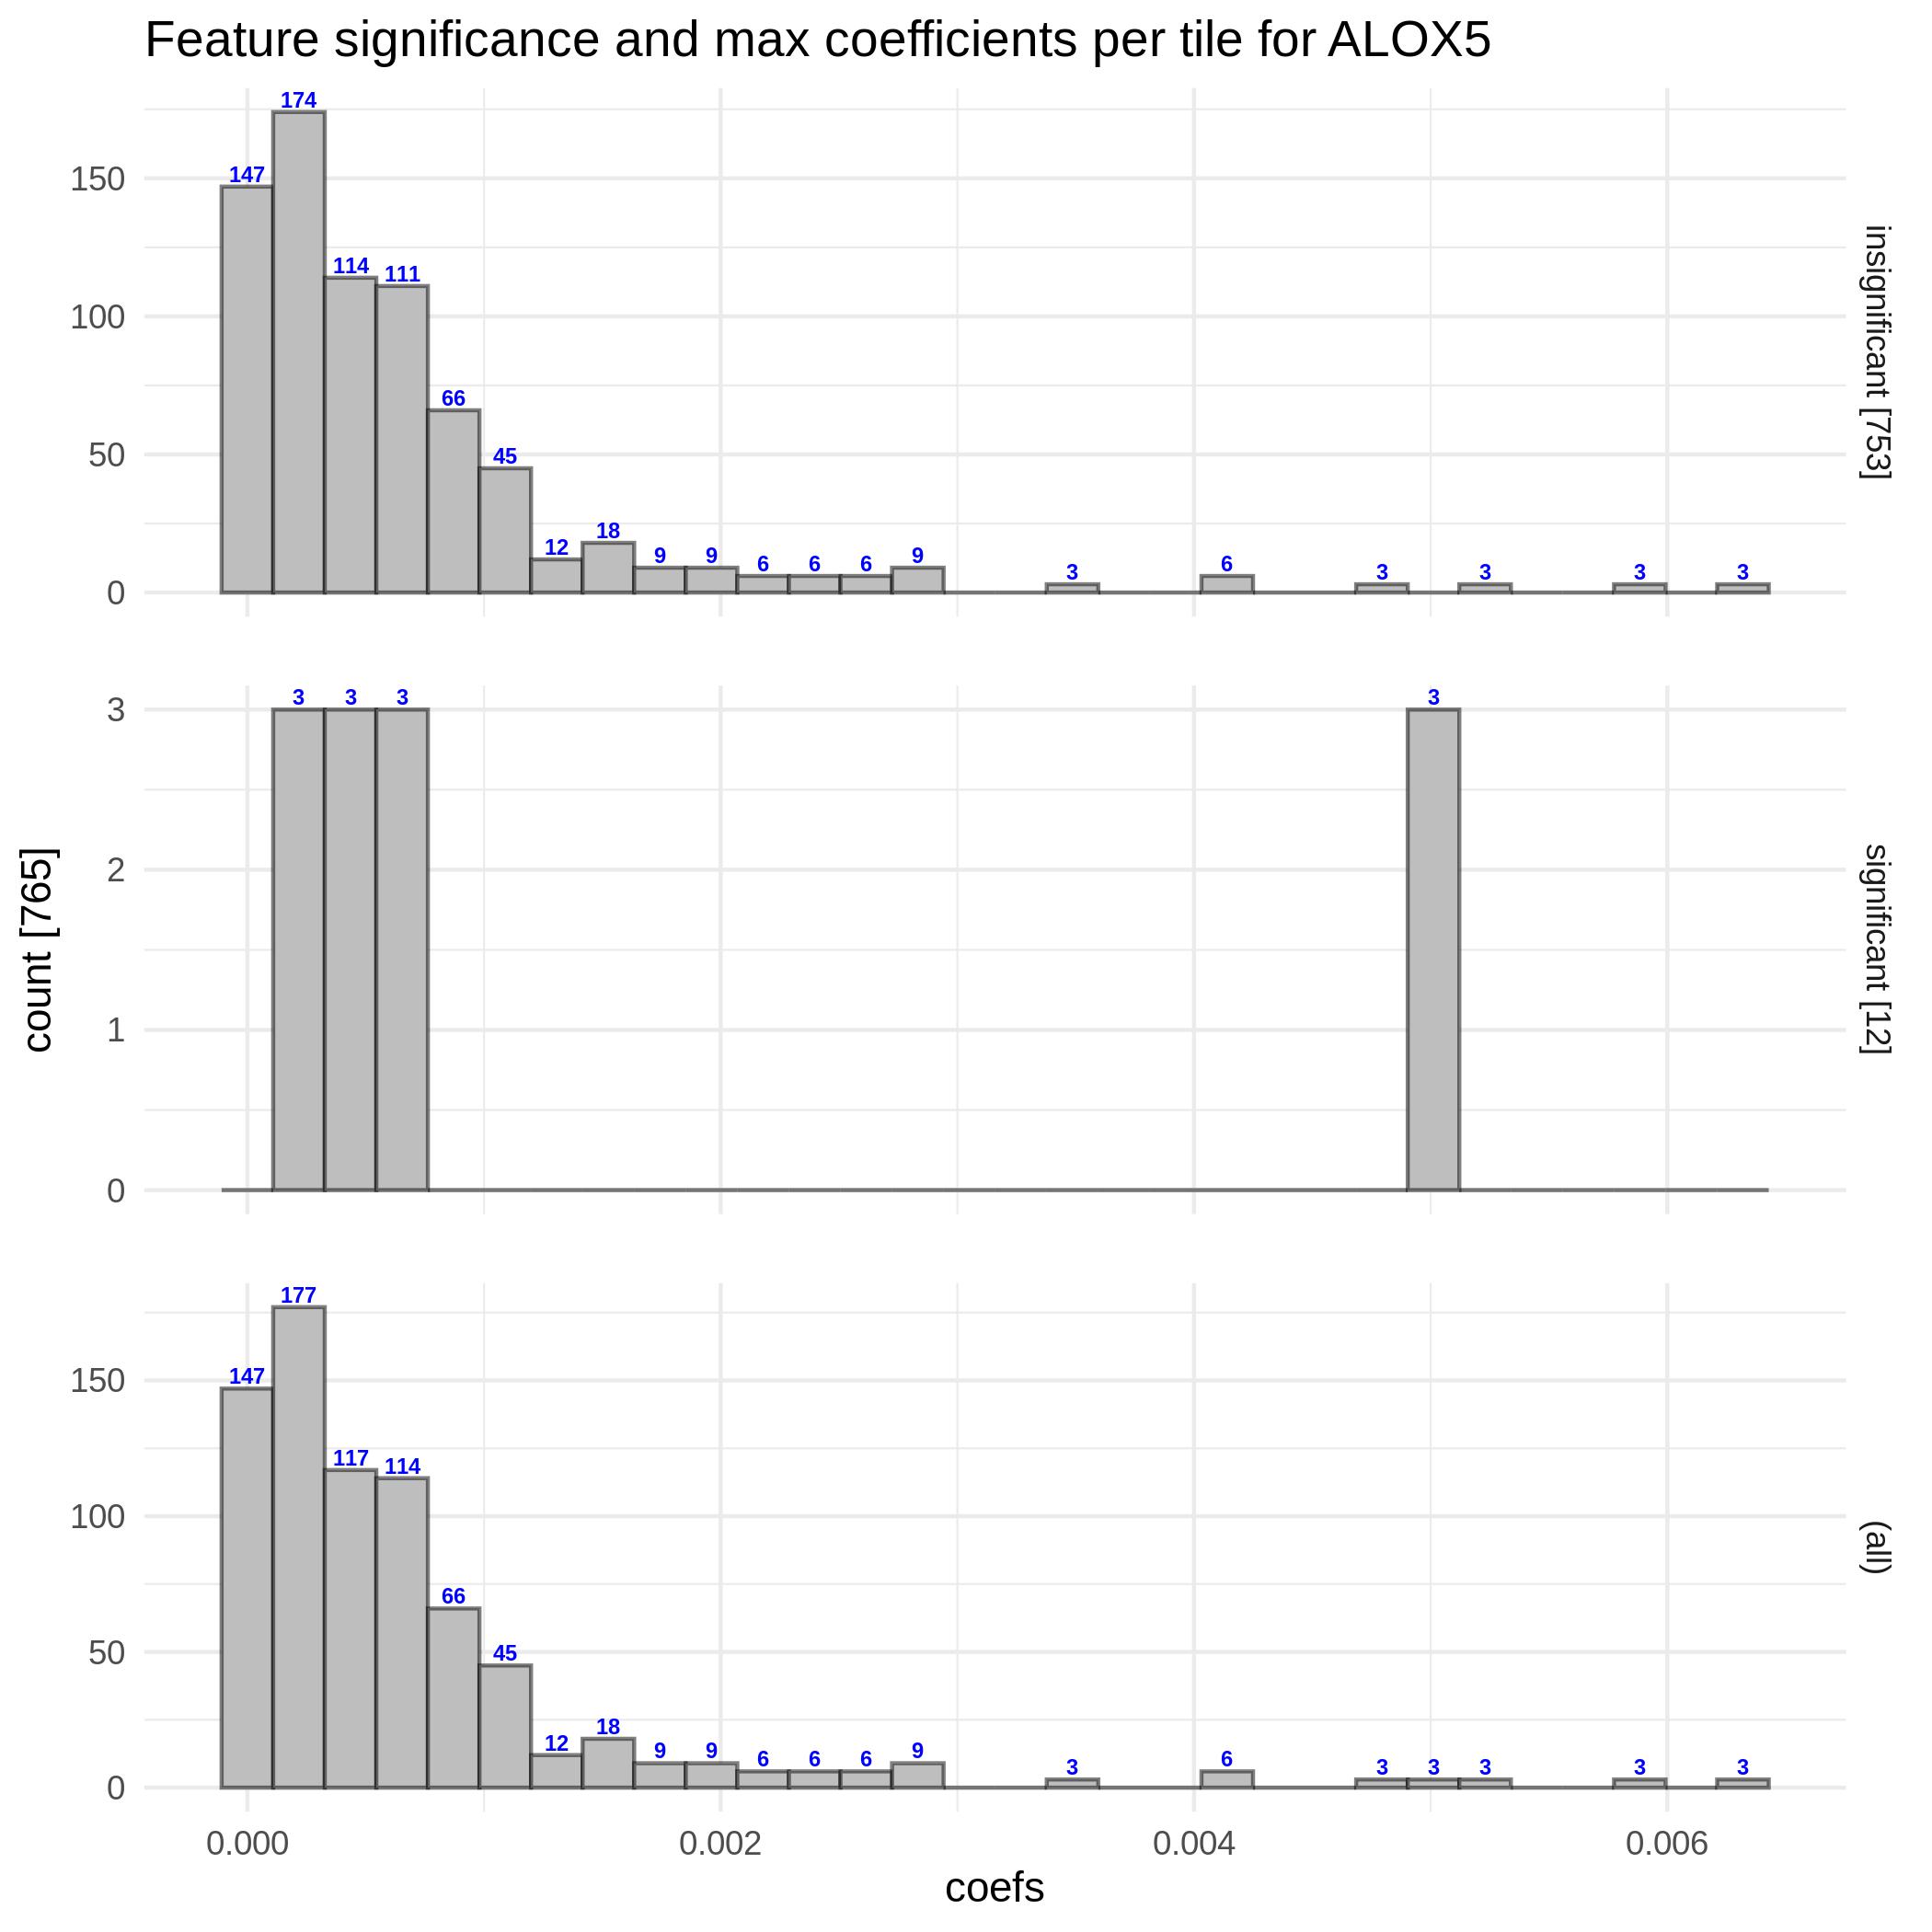 Feature significance and max coefficients per tile for ALOX5
174
147
150
114 111
insignificant [753]
100
66
50
45
12 18 9 9 6 6 6 9 3 6 3 3 3 3
0
3 3 3 3
3
count [765]
2
significant [12]
1
0
177
147
150
117 114
100
(all)
66
50
45
12 18 9 9 6 6 6 9 3 6 3 3 3 3 3
0
0.000 0.002 0.004 0.006
coefs